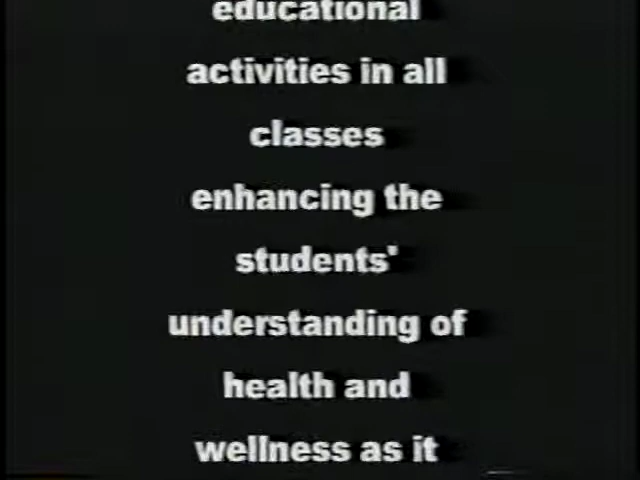 educational
activities in all
classes
enhancing the
students'
understanding of
health and
wellness as it